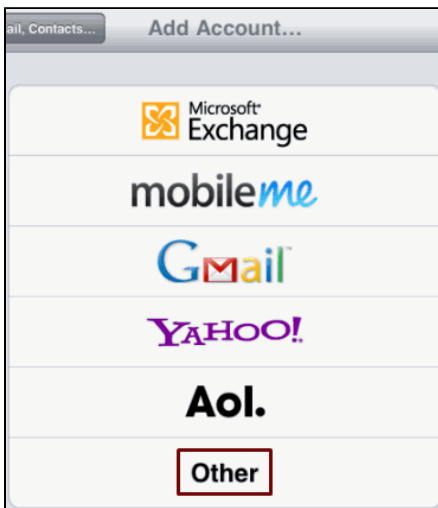 ail, Contacts...
Add Account...
Microsoft
Exchange
mobileme
Gmail
YAHOO!
Aol.
Other